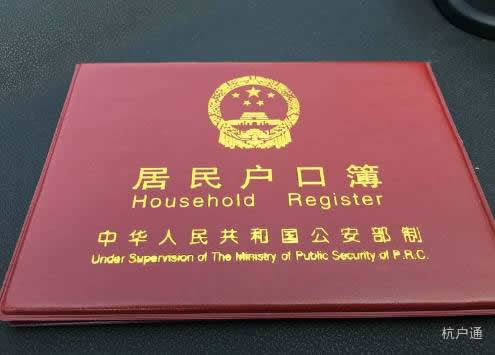 居民户口簿
Household Register
中华人民共和国公安部制
Under Supervision of The Ministry of Public Security of P.R.C.
杭户通